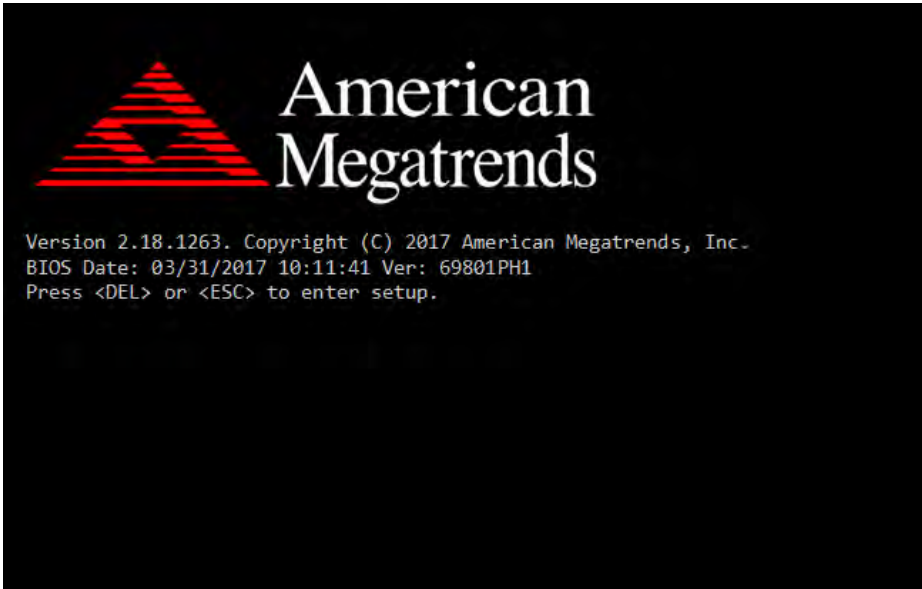 American
Megatrends
Version 2.18.1263. Copyright (C) 2017 American Megatrends, Inc.
BIOS Date: 03/31/2017 10:11:41 Ver: 69801PH1
Press <DEL> or <ESC> to enter setup.